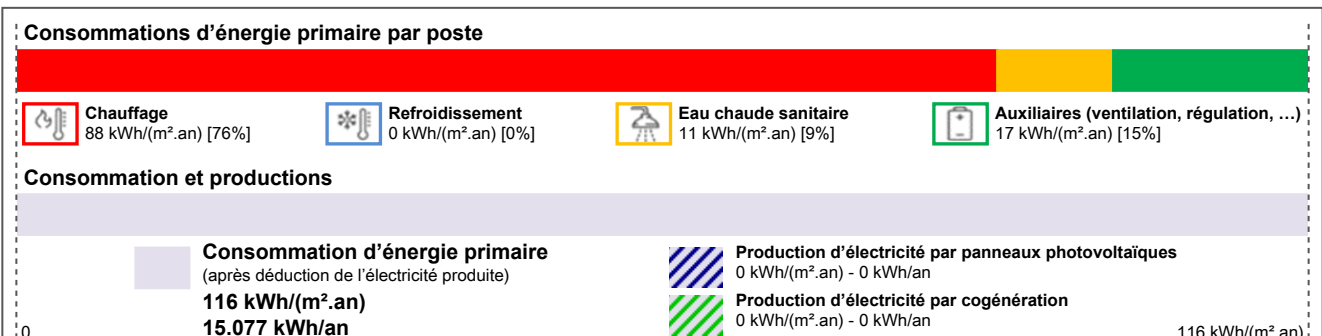 Consommations d’énergie primaire par poste
Chauffage
88 kWh/(m².an) [76%]
Refroidissement
0 kWh/(m².an) [0%]
Eau chaude sanitaire
11 kWh/(m².an) [9%]
Auxiliaires (ventilation, régulation, …)
17 kWh/(m².an) [15%]
Consommation et productions
Consommation d’énergie primaire
(après déduction de l’électricité produite)
116 kWh/(m².an)
15.077 kWh/an
Production d’électricité par panneaux photovoltaïques
0 kWh/(m².an) - 0 kWh/an
Production d’électricité par cogénération
0 kWh/(m².an) - 0 kWh/an
0
116 kWh/(m².an)